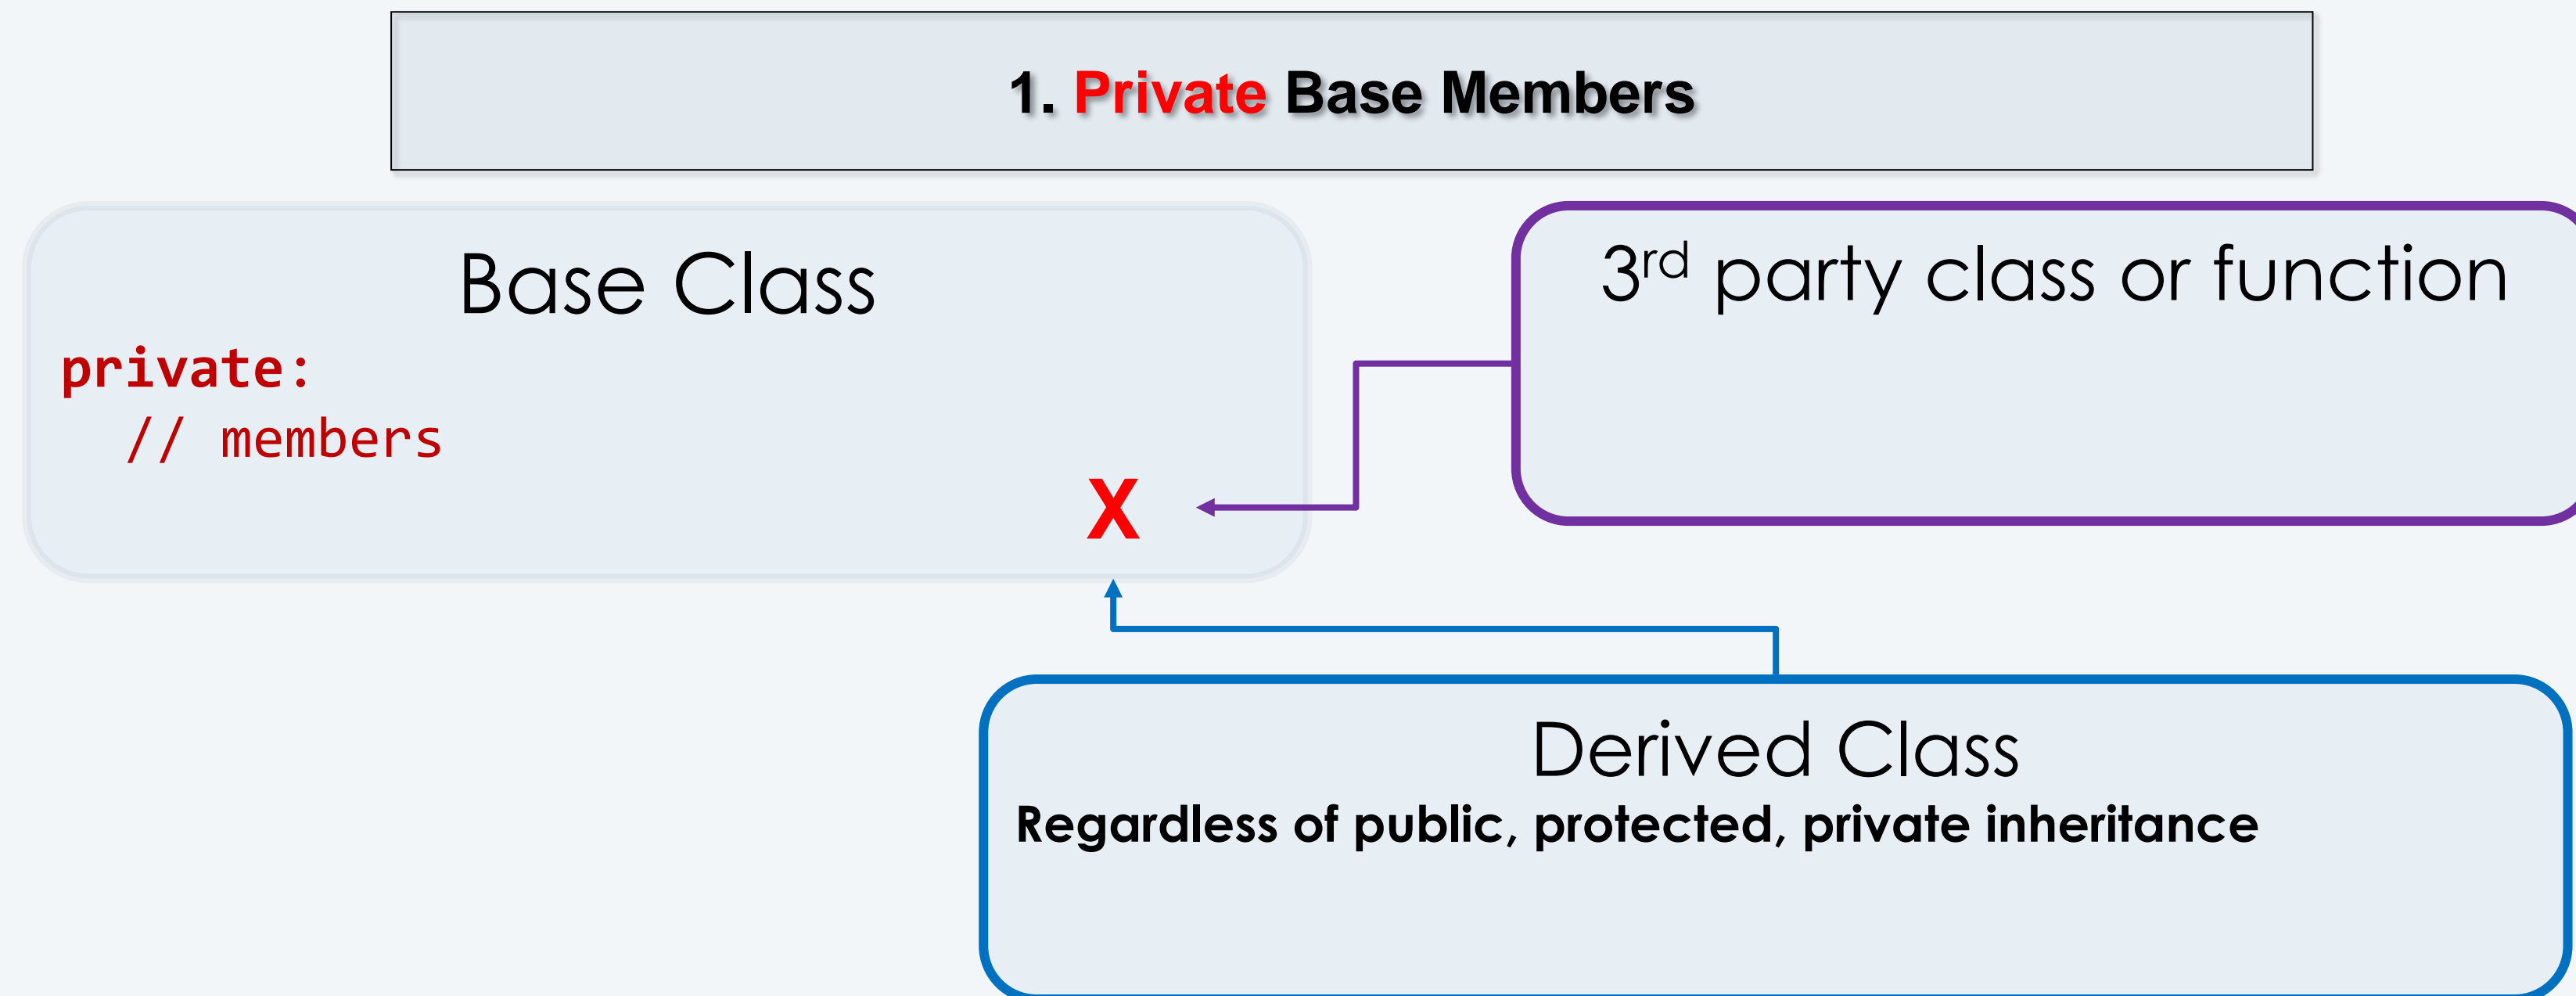 1. Private Base Members
Base Class
private:
// members
X
3rd party class or function
Derived Class
Regardless of public, protected, private inheritance